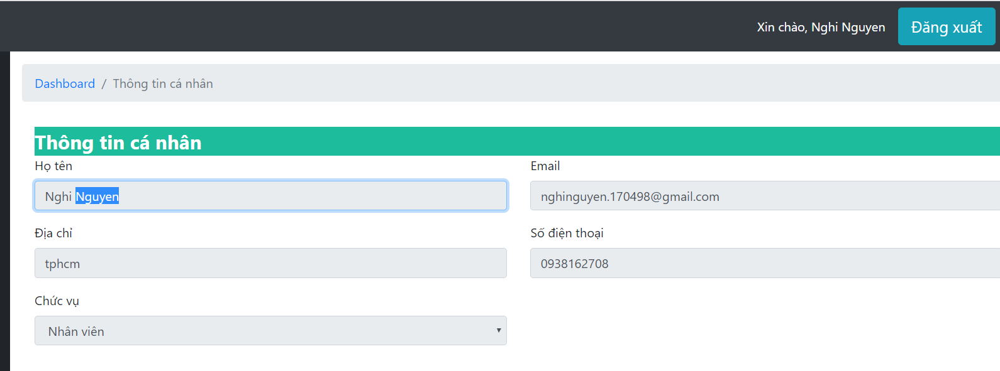 Xin chào, Nghi Nguyen
Đăng xuất
Dashboard / Thông tin cá nhân
Thông tin cá nhân
Họ tên
Email
Nghi Nguyen
nghinguyen.170498@gmail.com
Địa chỉ
Số điện thoại
tphcm
0938162708
Chức vụ
Nhân viên